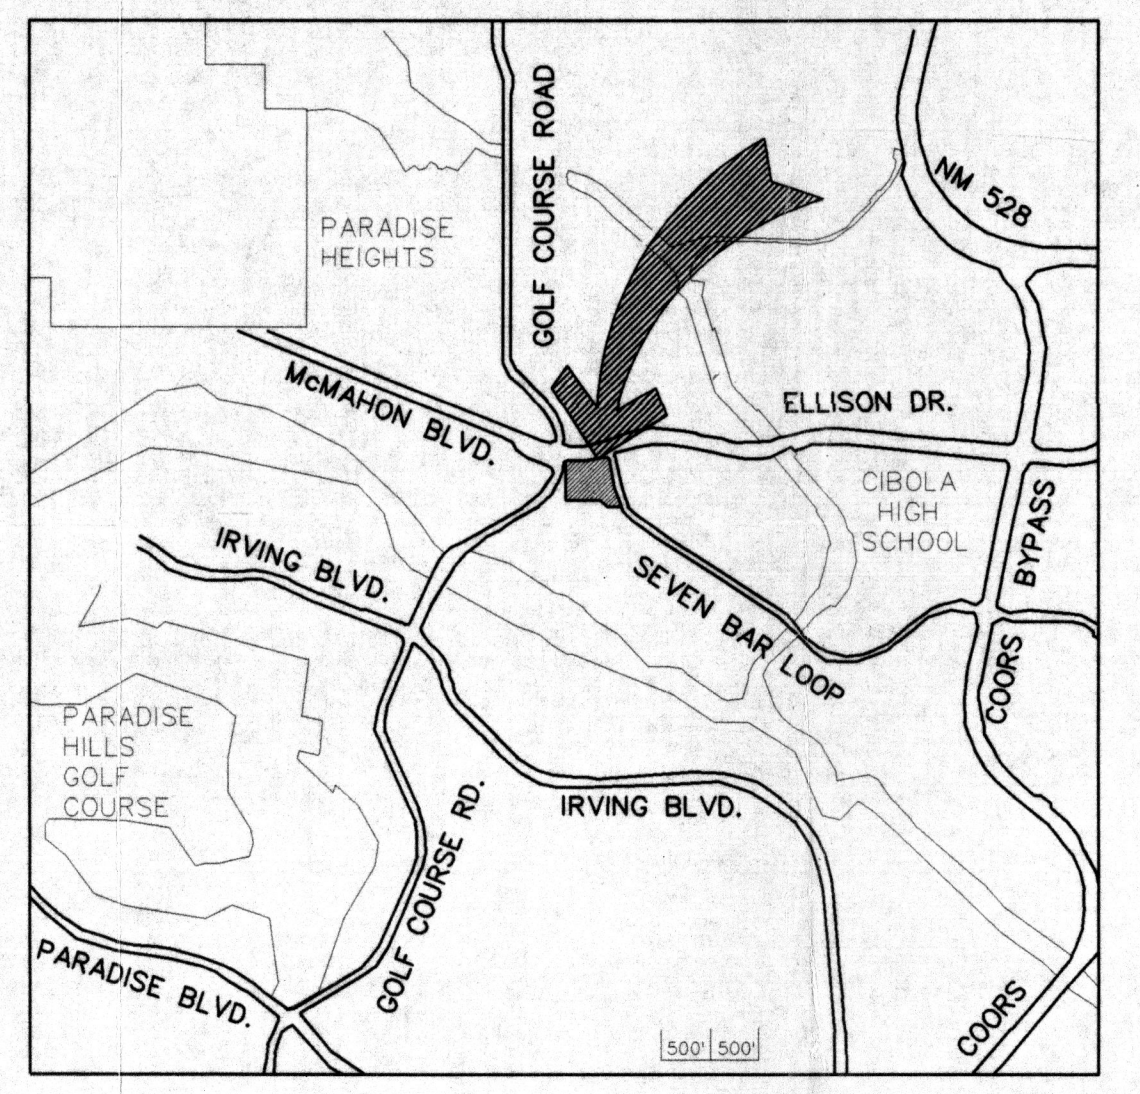 GOLF COURSE ROAD
NM 528
PARADISE
HEIGHTS
McMAHON BLVD.
ELLISON DR.
CIBOLA
HIGH
SCHOOL
BYPASS
IRVING BLVD.
SEVEN BAR LOOP
COORS
PARADISE
HILLS
GOLF
COURSE
IRVING BLVD.
GOLF COURSE RD.
PARADISE BLVD.
COORS
500' 500'